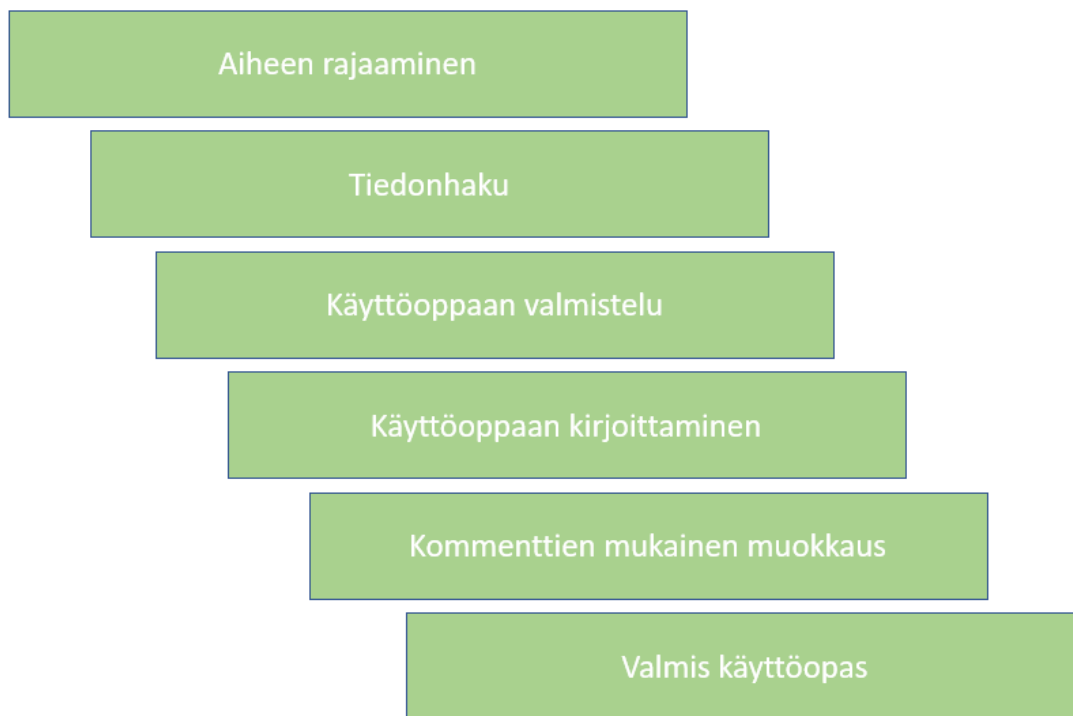 Aiheen rajaaminen
Tiedonhaku
Käyttöoppaan valmistelu
Käyttöoppaan kirjoittaminen
Kommenttien mukainen muokkaus
Valmis käyttöopas